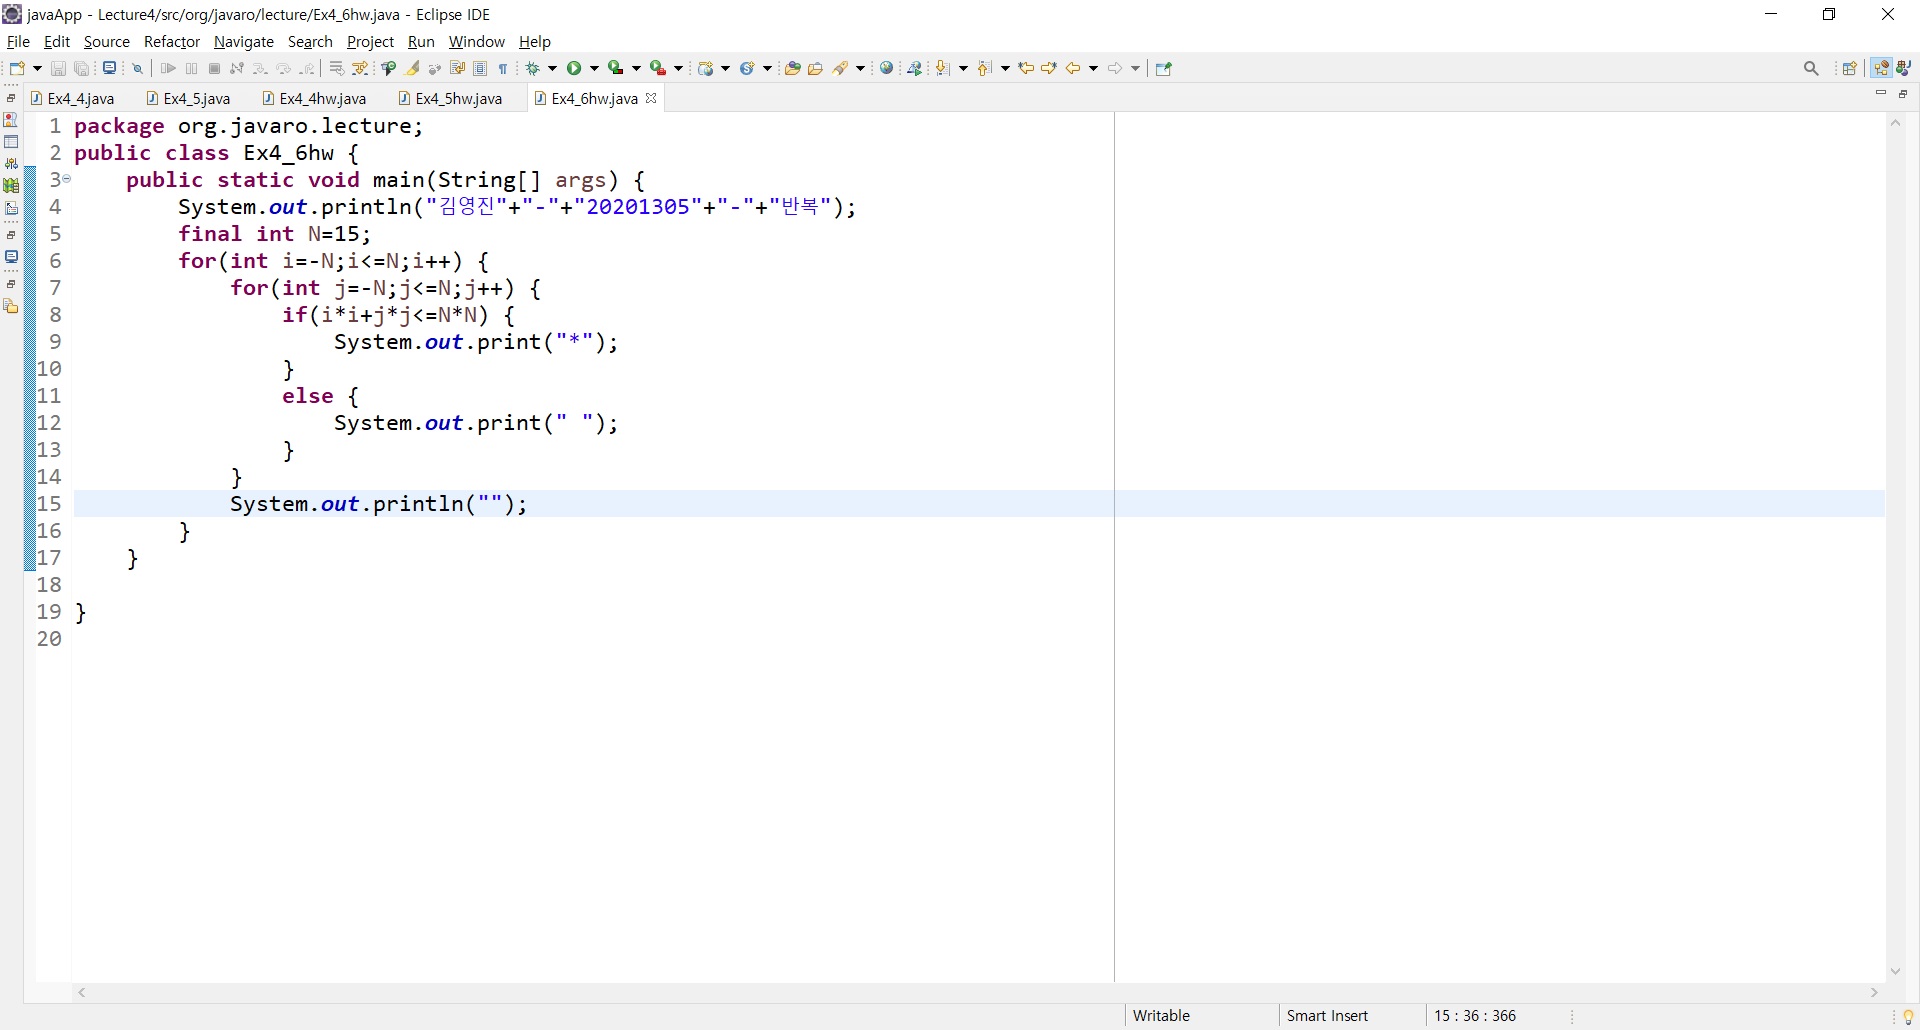 javaApp - Lecture4/src/org/javaro/lecture/Ex4_6hw.java - Eclipse IDE
File Edit Source Refactor Navigate Search Project Run Window Help
Ex4_4.java Ex4_5.java Ex4_4hw.java Ex4_5hw.java Ex4_6hw.java
1 package org.javaro.lecture;
2 public class Ex4_6hw {
3     public static void main(String[] args) {
4         System.out.println("김영진"+"-"+"20201305"+"-"+"반복");
5         final int N=15;
6         for(int i=-N;i<=N;i++) {
7             for(int j=-N;j<=N;j++) {
8                 if(i*i+j*j<=N*N) {
9                     System.out.print("*");
10                 }
11                 else {
12                     System.out.print(" ");
13                 }
14             }
15             System.out.println("");
16         }
17     }
18
19 }
20
Writable Smart Insert 15 : 36 : 366